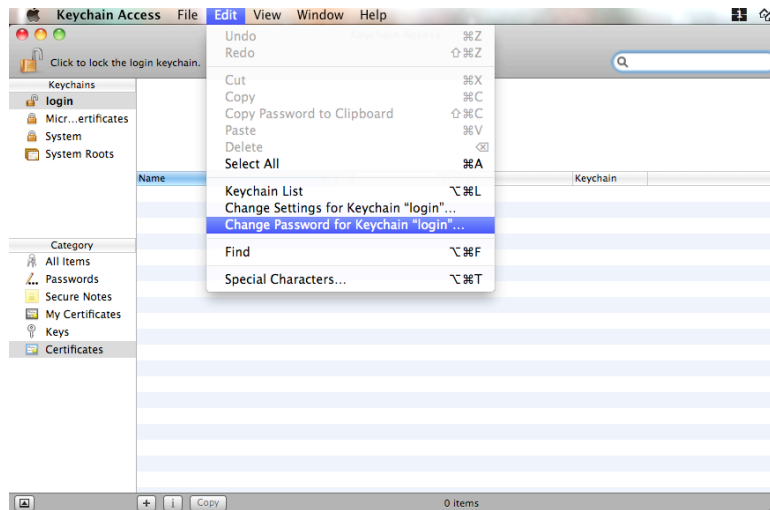 Keychain Access File Edit View Window Help
Click to lock the login keychain.
Undo ⌘Z
Redo ⇧⌘Z
Cut ⌘X
Copy ⌘C
Copy Password to Clipboard ⇧⌘C
Paste ⌘V
Delete ⌫
Select All ⌘A
Keychain List ⌥⌘L
Change Settings for Keychain “login”...
Change Password for Keychain “login”...
Find ⌥⌘F
Special Characters... ⌥⌘T
Keychains
login
Micr...ertificates
System
System Roots
Name Keychain
Category
All Items
Passwords
Secure Notes
My Certificates
Keys
Certificates
+ i Copy 0 items